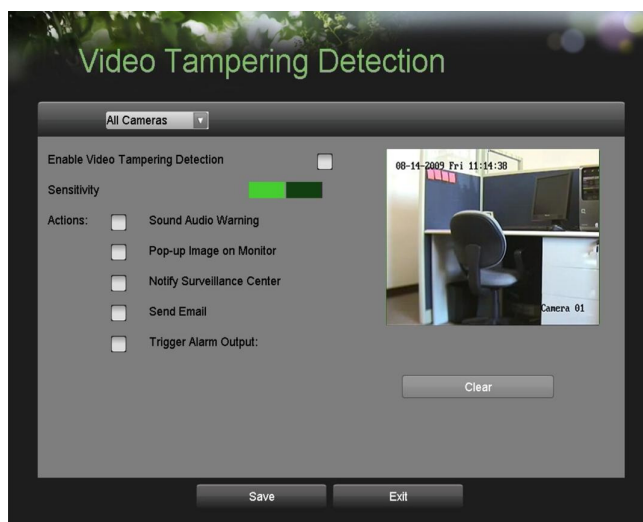 Video Tampering Detection
All Cameras
Enable Video Tampering Detection
Sensitivity
Actions:
Sound Audio Warning
Pop-up Image on Monitor
Notify Surveillance Center
Send Email
Trigger Alarm Output:
08-14-2009 Fri 11:14:38
Camera 01
Clear
Save
Exit